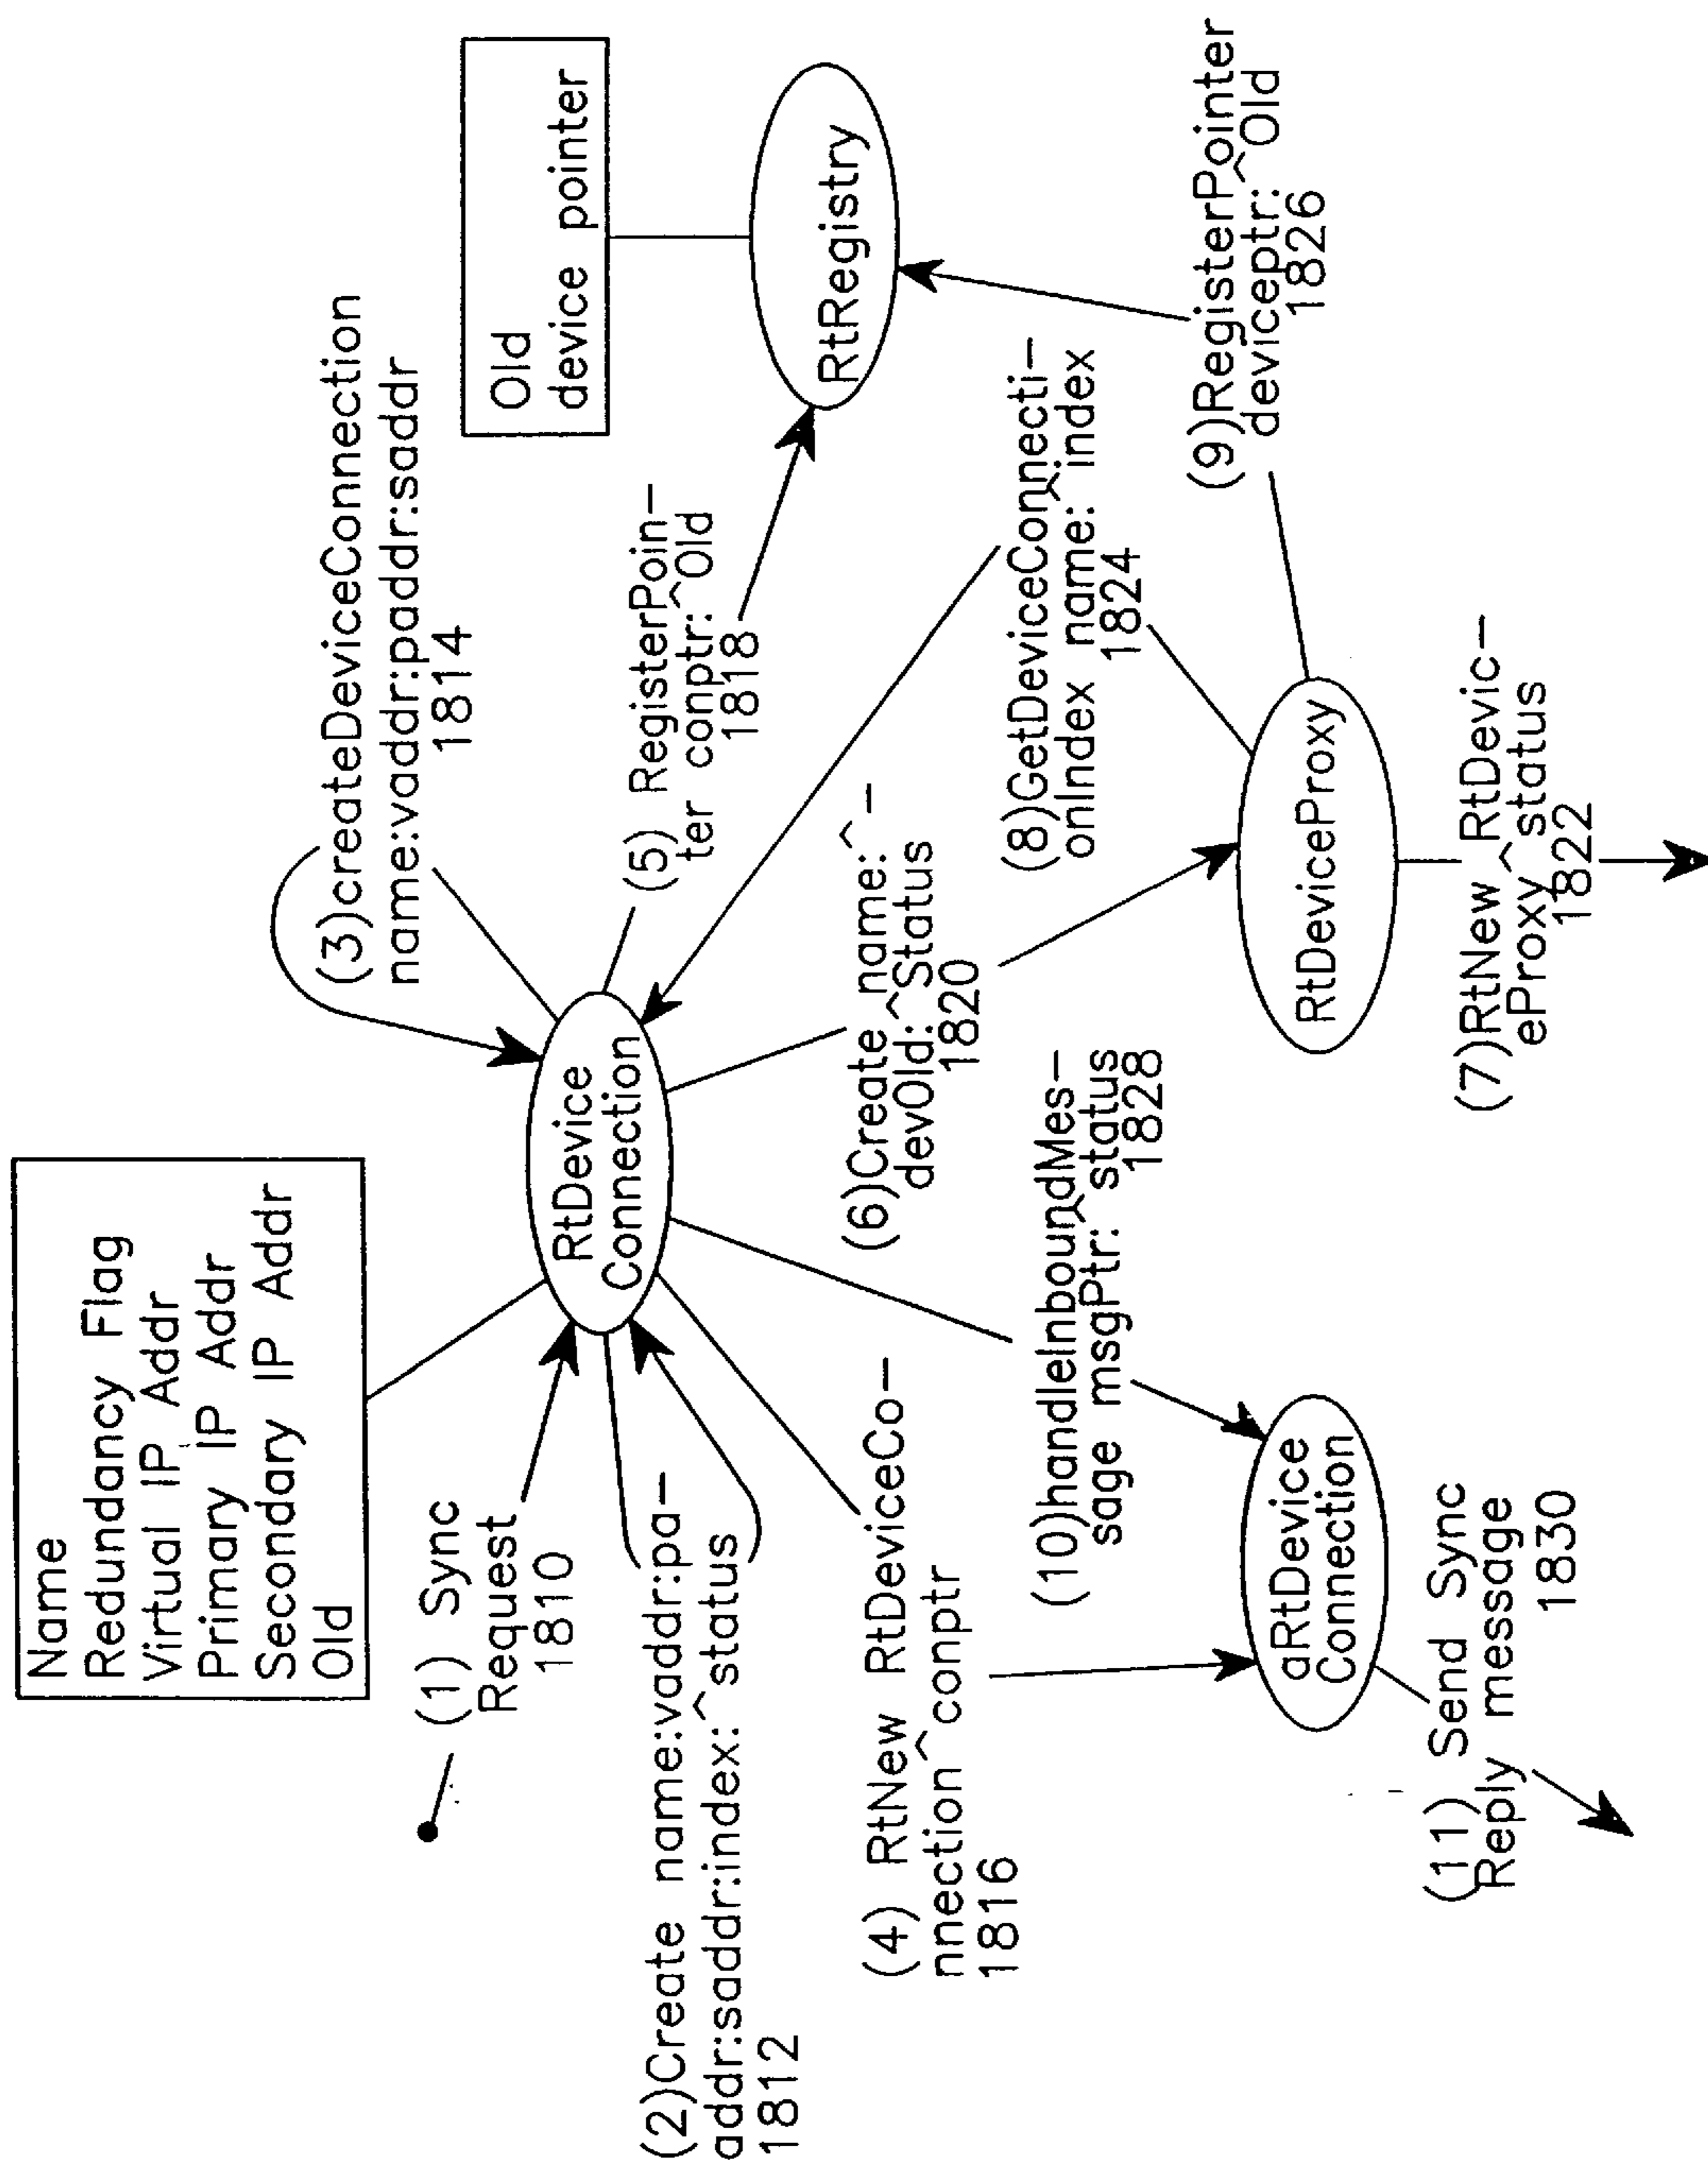 Name
Redundancy Flag
Virtual IP Addr
Primary IP Addr
Secondary IP Addr
Old
(1) Sync
Request
1810
(2)Create name:vaddr:pa-
addr:saddr:index:^status
1812
(3)createDeviceConnection
name:vaddr:paddr:saddr
1814
RtDevice
Connection
(4) RtNew RtDeviceCo-
nnection^conptr
1816
(5) RegisterPoin-
ter conptr:^Old
1818
Old
device pointer
RtRegistry
(6)Create name:^-
devOld:^Status
1820
RtDeviceProxy
(7)RtNew RtDevic-
eProxy^status
1822
(8)GetDeviceConnecti-
onIndex name:^index
1824
(9)RegisterPointer
deviceptr:^Old
1826
(10)handleInboundMes-
sage msgPtr:^status
1828
aRtDevice
Connection
(11) Send Sync
Reply message
1830